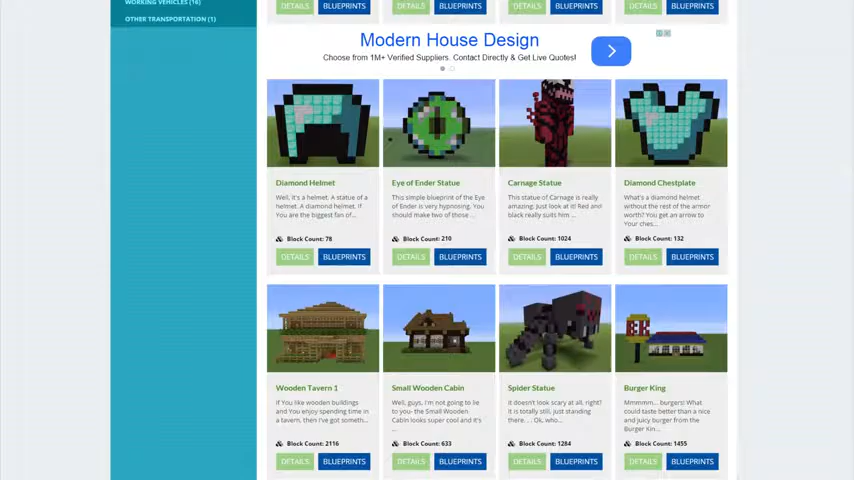 WORKING VEHICLES (16)
OTHER TRANSPORTATION (1)
DETAILS BLUEPRINTS DETAILS BLUEPRINTS DETAILS BLUEPRINTS DETAILS BLUEPRINTS
Modern House Design
Choose from 1M+ Verified Suppliers. Contact Directly & Get Live Quotes!
Diamond Helmet
Well, it's a helmet. A statue of a
helmet. A diamond helmet. If
You are the biggest fan of...
Block Count: 78
DETAILS BLUEPRINTS
Eye of Ender Statue
This simple blueprint of the Eye
of Ender is very hypnosing. You
should make two of those ...
Block Count: 210
DETAILS BLUEPRINTS
Carnage Statue
This statue of Carnage is really
amazing. Just look at it! Red and
black really suits him ...
Block Count: 1024
DETAILS BLUEPRINTS
Diamond Chestplate
What's a diamond helmet
without the rest of the armor
worth? You get an arrow to
Your ches...
Block Count: 132
DETAILS BLUEPRINTS
Wooden Tavern 1
If You like wooden buildings
and You enjoy spending time in
a tavern, then I've got someth...
Block Count: 2116
DETAILS BLUEPRINTS
Small Wooden Cabin
Well, guys, I'm not going to lie
to you- the Small Wooden
Cabin looks super cool and it's
...
Block Count: 633
DETAILS BLUEPRINTS
Spider Statue
It doesn't look scary at all, right?
It is totally still, just standing
there. . . Ok, who...
Block Count: 1284
DETAILS BLUEPRINTS
Burger King
Mmmmm... burgers! What
could taste better than a nice
and juicy burger from the
Burger Kin...
Block Count: 1455
DETAILS BLUEPRINTS